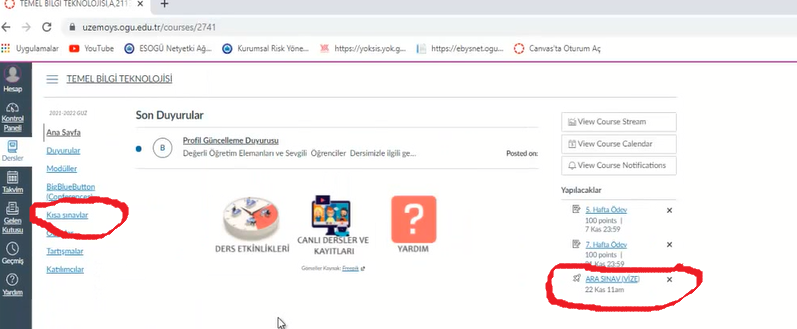 TEMEL BİLGİ TEKNOLOJİSİ,A,211
uzemoys.ogu.edu.tr/courses/2741
Uygulamalar
YouTube
ESOGÜ Netyetki Ağ...
Kurumsal Risk Yöne...
https://yoksis.yok.g...
https://ebysnet.ogu...
Canvas'ta Oturum Aç
Hesap
Kontrol
Paneli
Dersler
Takvim
Gelen
Kutusu
Geçmiş
Yardım
TEMEL BİLGİ TEKNOLOJİSİ
2021-2022 GUZ
Ana Sayfa
Duyurular
Modüller
BigBlueButton
(Conferences)
Kısa sınavlar
Tartışmalar
Katılımcılar
Son Duyurular
B
Profil Güncelleme Duyurusu
Değerli Öğretim Elemanları ve Sevgili Öğrenciler Dersimizle ilgili ge...
Posted on:
DERS ETKİNLİKLERİ
CANLI DERSLER VE
KAYITLARI
YARDIM
Görseller Kaynak: Freepik
View Course Stream
View Course Calendar
View Course Notifications
Yapılacaklar
5. Hafta Ödev
100 points |
7 Kas 23:59
7. Hafta Ödev
100 points |
Kas 23:59
ARA SINAV (VİZE)
22 Kas 11am